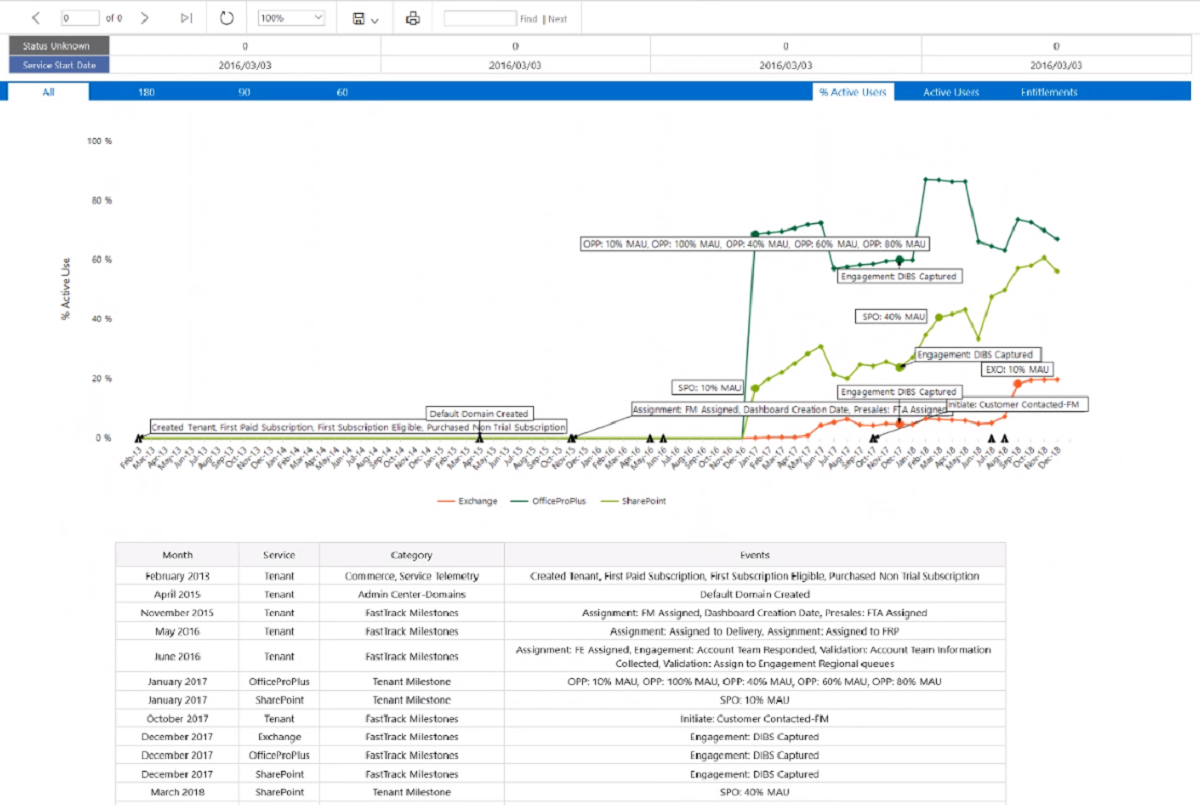 0 of 0 100% Find | Next
Status Unknown 0 0 0 0
Service Start Date 2016/03/03 2016/03/03 2016/03/03 2016/03/03
All 180 90 60 % Active Users Active Users Entitlements
100 %
80 %
60 %
40 %
20 %
0 %
% Active Use
OPP: 10% MAU, OPP: 100% MAU, OPP: 40% MAU, OPP: 60% MAU, OPP: 80% MAU
Engagement: DIBS Captured
SPO: 40% MAU
Engagement: DIBS Captured
EXO: 10% MAU
SPO: 10% MAU
Engagement: DIBS Captured
Initiate: Customer Contacted-FM
Assignment: FM Assigned, Dashboard Creation Date, Presales: FTA Assigned
Default Domain Created
Created Tenant, First Paid Subscription, First Subscription Eligible, Purchased Non Trial Subscription
Feb-13 Mar-13 Apr-13 May-13 Jun-13 Jul-13 Aug-13 Sep-13 Oct-13 Nov-13 Dec-13 Jan-14 Feb-14 Mar-14 Apr-14 May-14 Jun-14 Jul-14 Aug-14 Sep-14 Oct-14 Nov-14 Dec-14 Jan-15 Feb-15 Mar-15 Apr-15 May-15 Jun-15 Jul-15 Aug-15 Sep-15 Oct-15 Nov-15 Dec-15 Jan-16 Feb-16 Mar-16 Apr-16 May-16 Jun-16 Jul-16 Aug-16 Sep-16 Oct-16 Nov-16 Dec-16 Jan-17 Feb-17 Mar-17 Apr-17 May-17 Jun-17 Jul-17 Aug-17 Sep-17 Oct-17 Nov-17 Dec-17 Jan-18 Feb-18 Mar-18 Apr-18 May-18 Jun-18 Jul-18 Aug-18 Sep-18 Oct-18 Nov-18 Dec-18
Exchange OfficeProPlus SharePoint
Month Service Category Events
February 2013 Tenant Commerce, Service Telemetry Created Tenant, First Paid Subscription, First Subscription Eligible, Purchased Non Trial Subscription
April 2015 Tenant Admin Center-Domains Default Domain Created
November 2015 Tenant FastTrack Milestones Assignment: FM Assigned, Dashboard Creation Date, Presales: FTA Assigned
May 2016 Tenant FastTrack Milestones Assignment: Assigned to Delivery, Assignment: Assigned to FRP
June 2016 Tenant FastTrack Milestones Assignment: FE Assigned, Engagement: Account Team Responded, Validation: Account Team Information
Collected, Validation: Assign to Engagement Regional queues
January 2017 OfficeProPlus Tenant Milestone OPP: 10% MAU, OPP: 100% MAU, OPP: 40% MAU, OPP: 60% MAU, OPP: 80% MAU
January 2017 SharePoint Tenant Milestone SPO: 10% MAU
October 2017 Tenant FastTrack Milestones Initiate: Customer Contacted-FM
December 2017 Exchange FastTrack Milestones Engagement: DIBS Captured
December 2017 OfficeProPlus FastTrack Milestones Engagement: DIBS Captured
December 2017 SharePoint FastTrack Milestones Engagement: DIBS Captured
March 2018 SharePoint Tenant Milestone SPO: 40% MAU